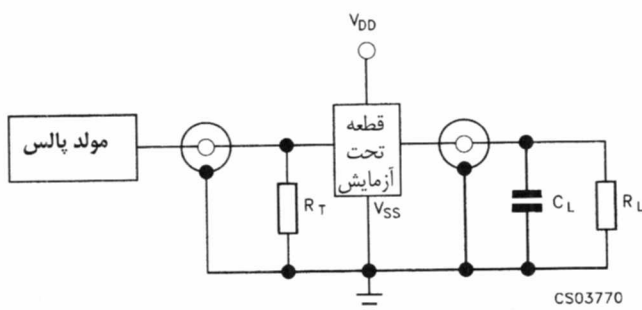 V_DD
مولد پالس
قطعه
تحت
آزمایش
R_T
V_SS
C_L
R_L
CS03770